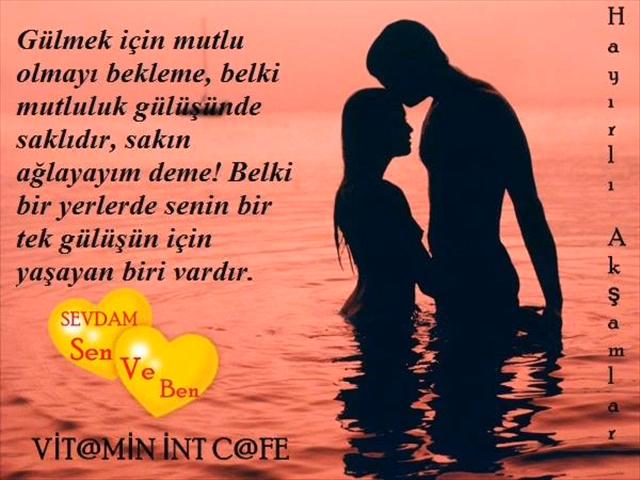 Gülmek için mutlu
olmayı bekleme, belki
mutluluk gülüşünde
saklıdır, sakın
ağlayayım deme! Belki
bir yerlerde senin bir
tek gülüşün için
yaşayan biri vardır.
SEVDAM
Sen
Ve
Ben
VİT@MİN İNT C@FE
Hayırlı Akşamlar